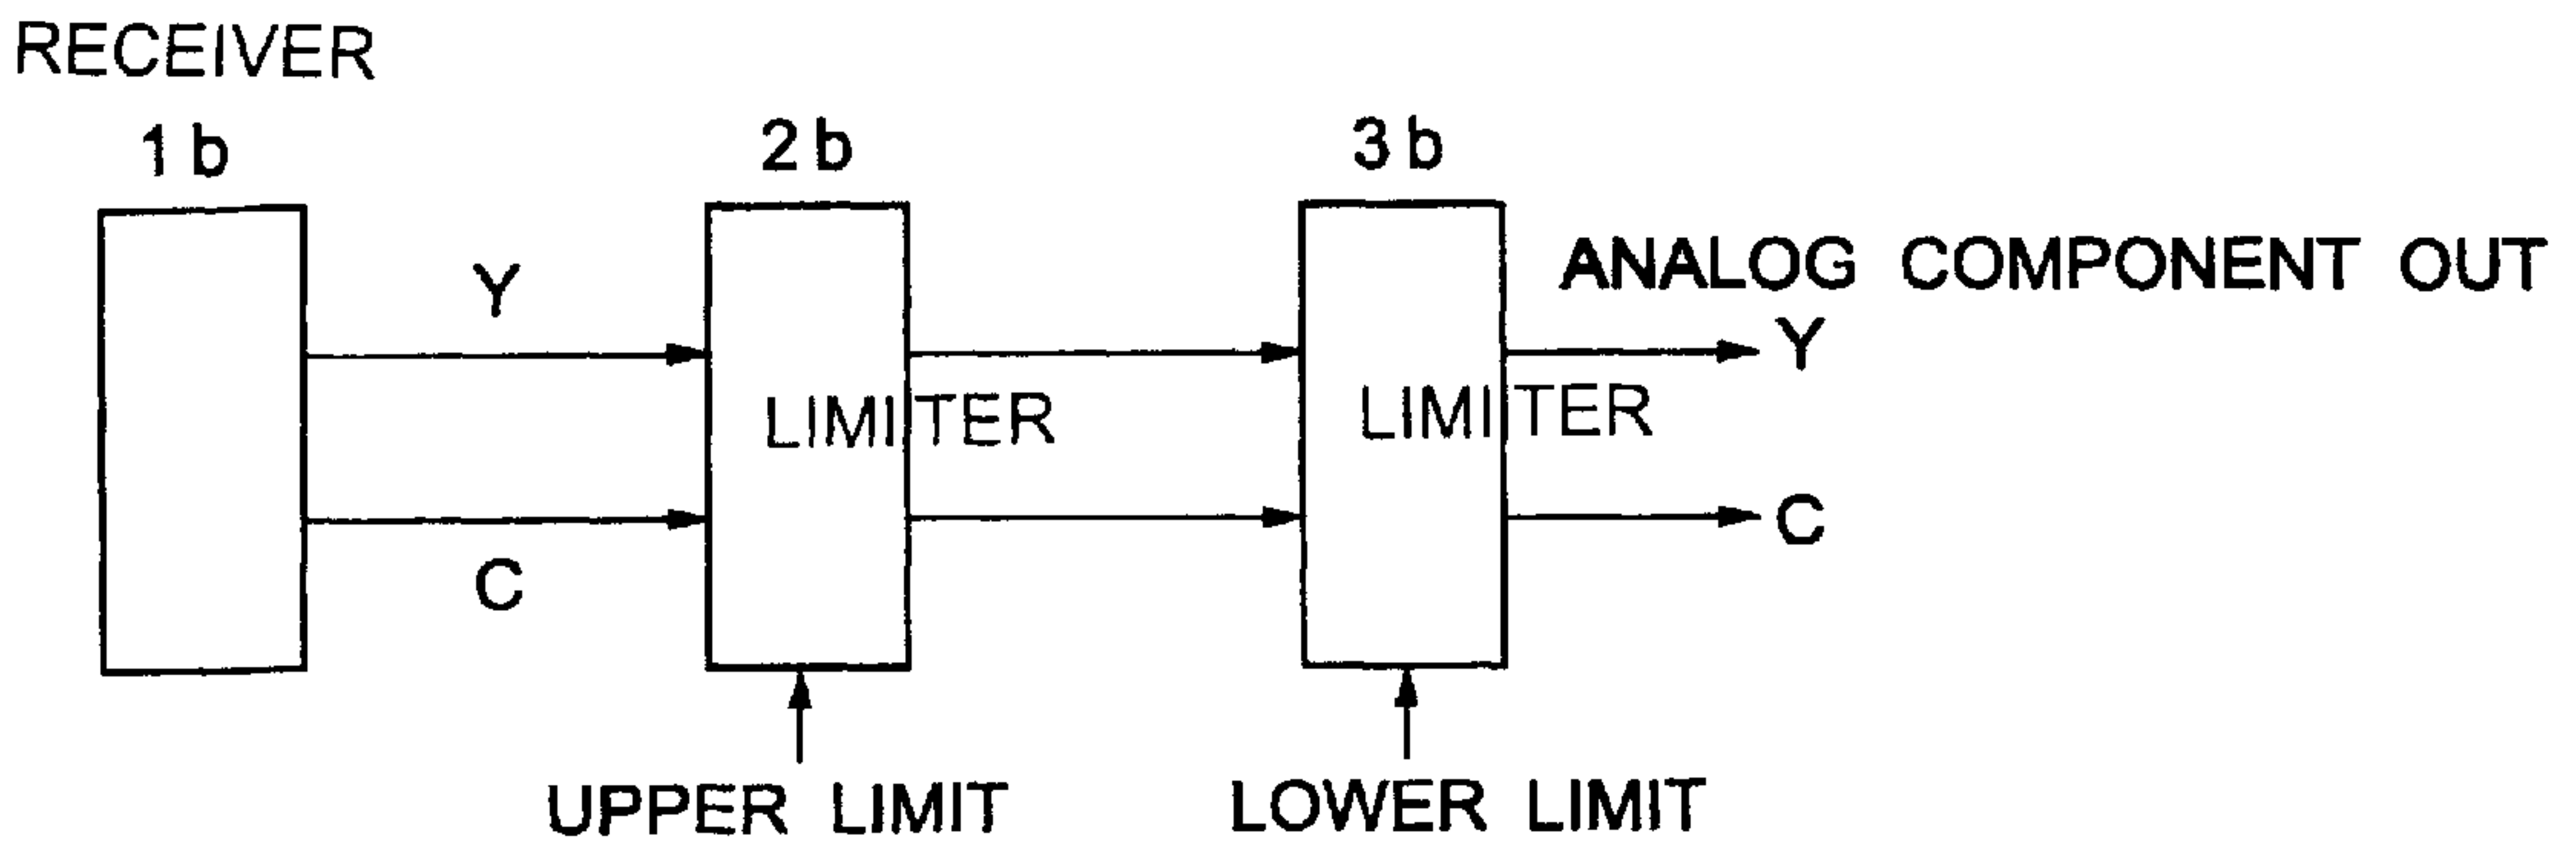 RECEIVER
1b
2b
3b
ANALOG COMPONENT OUT
Y
Y
LIMITER
LIMITER
C
C
UPPER LIMIT
LOWER LIMIT